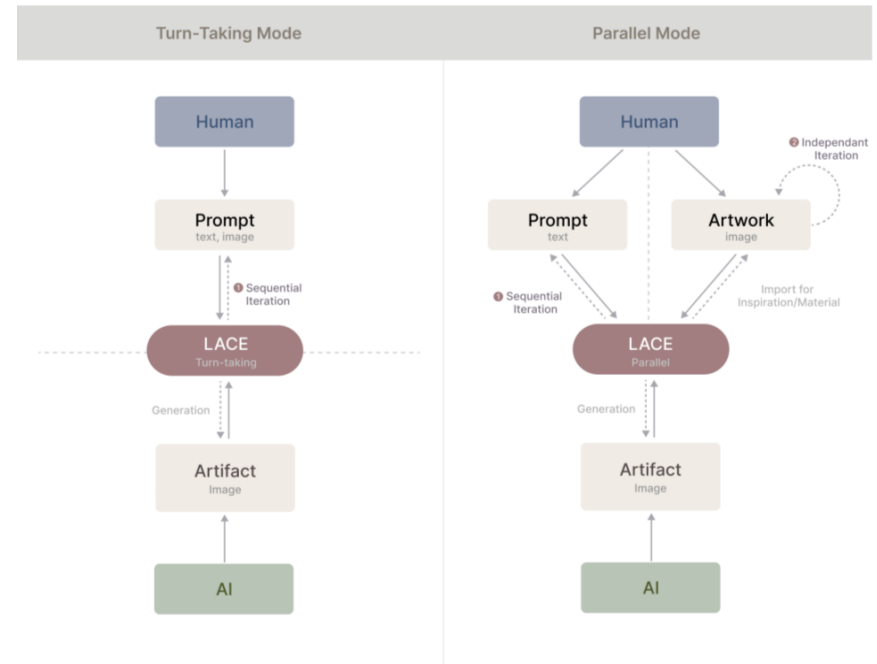 Turn-Taking Mode
Parallel Mode
Human
Prompt
text, image
1 Sequential
Iteration
LACE
Turn-taking
Generation
Artifact
Image
AI
Human
2 Independant
Iteration
Prompt
text
Artwork
image
1 Sequential
Iteration
Import for
Inspiration/Material
LACE
Parallel
Generation
Artifact
Image
AI